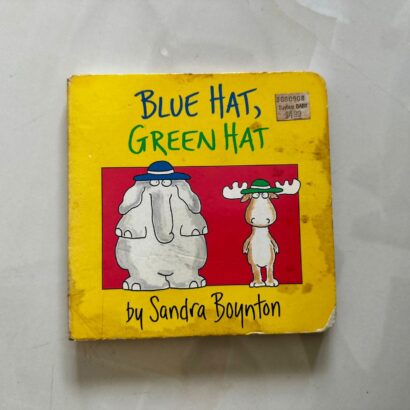 BLUE HAT,
GREEN HAT
by Sandra Boynton